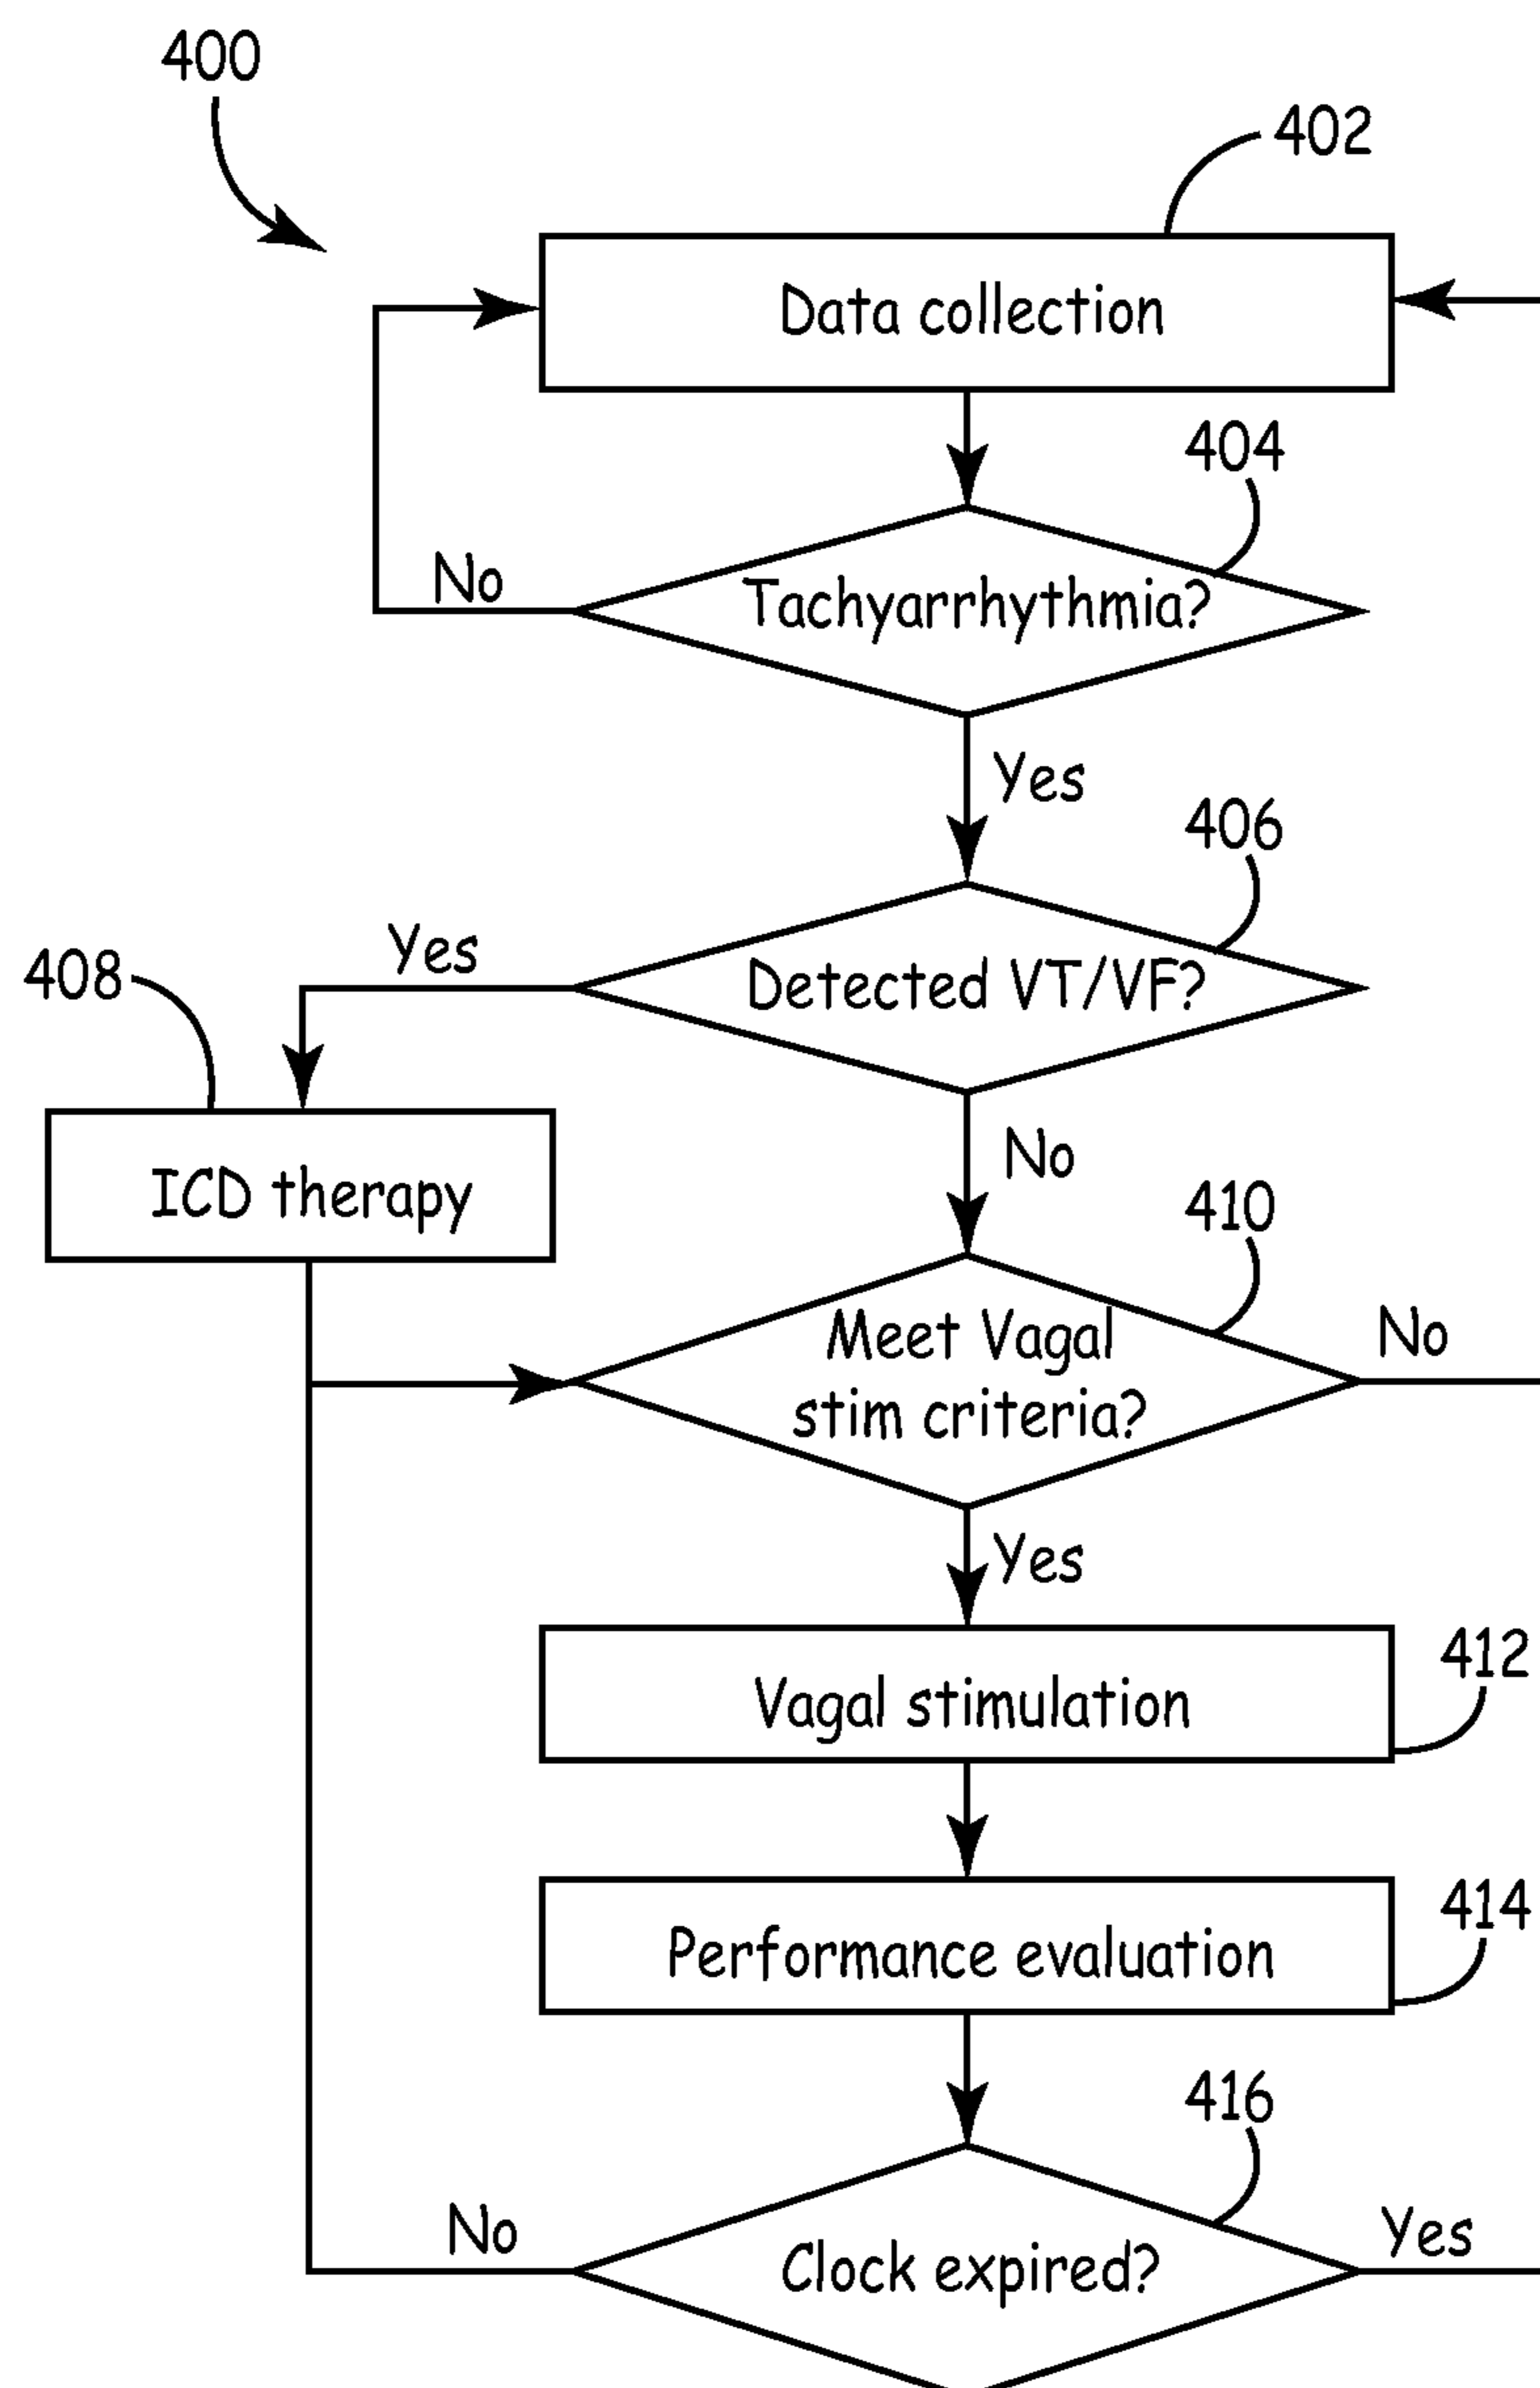 400
402
Data collection
404
No
Tachyarrhythmia?
Yes
406
Yes
408
Detected VT/VF?
ICD therapy
No
410
No
Meet Vagal
stim criteria?
Yes
412
Vagal stimulation
414
Performance evaluation
416
No
Yes
Clock expired?